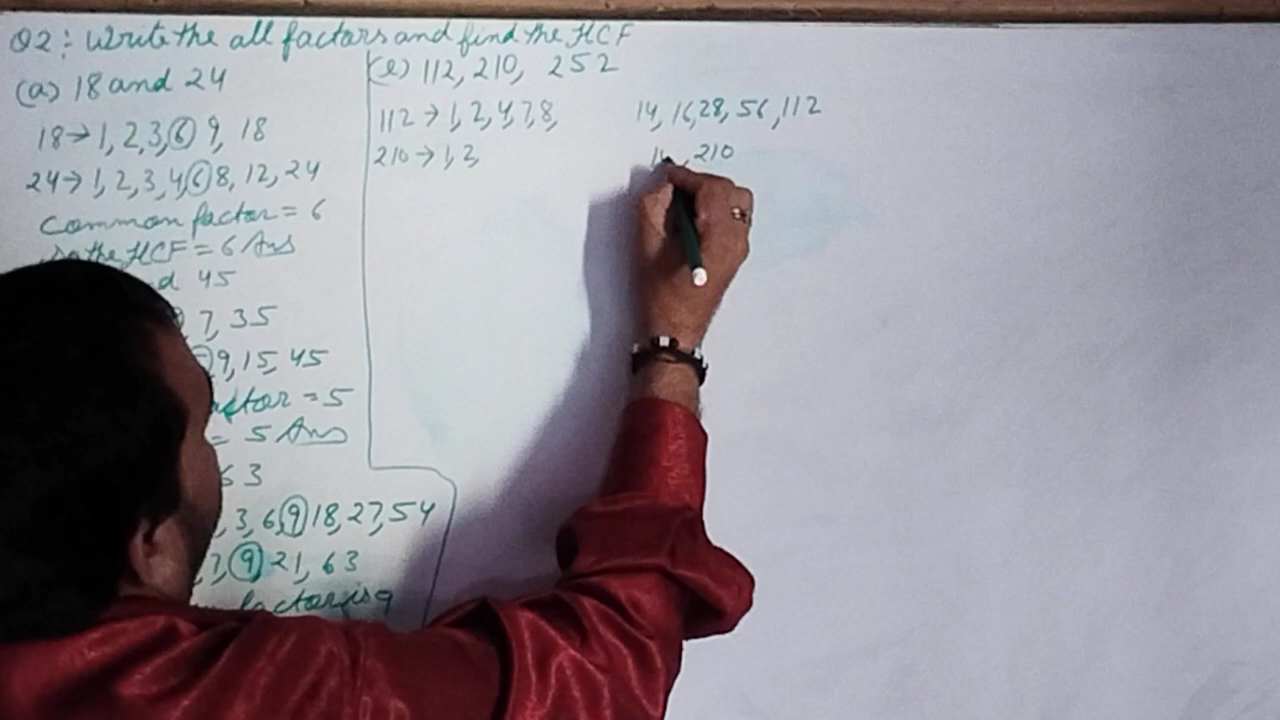 Q2: Write the all factors and find the HCF
(a) 18 and 24
18→1, 2, 3, 6 9, 18
24→1, 2, 3, 4, 6 8, 12, 24
Common factor = 6
So the HCF = 6 Ans
45
7, 35
9, 15, 45
= 5
= 5 Ans
63
, 3, 6, 9 18, 27, 54
7, 9 21, 63
factor is 9
(e) 112, 210, 252
112→1, 2, 4, 7, 8, 14, 16, 28, 56, 112
210→1, 2, , 210